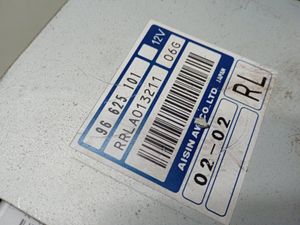 12V
96 625 101
06G
RRLA013211
AISIN AW CO., LTD. JAPAN
02-02
RL